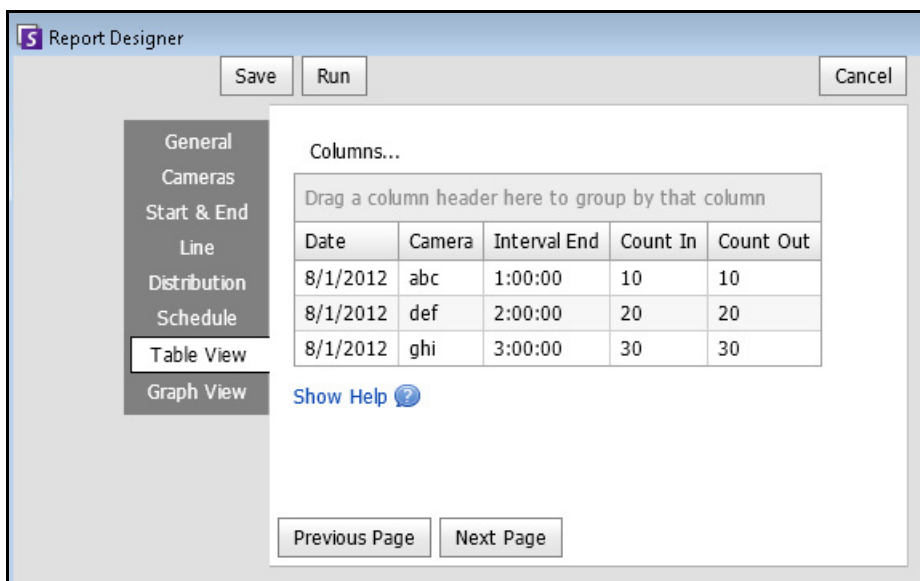 S Report Designer
Save Run Cancel
General
Cameras
Start & End
Line
Distribution
Schedule
Table View
Graph View
Columns...
Drag a column header here to group by that column
Date Camera Interval End Count In Count Out
8/1/2012 abc 1:00:00 10 10
8/1/2012 def 2:00:00 20 20
8/1/2012 ghi 3:00:00 30 30
Show Help ?
Previous Page Next Page